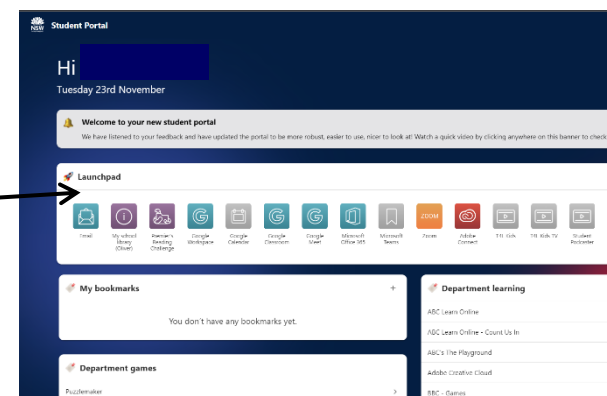 NSW
Student Portal
Hi
Tuesday 23rd November
Welcome to your new student portal
We have listened to your feedback and have updated the portal to be more robust, easier to use, nicer to look at! Watch a quick video by clicking anywhere on this banner to check
Launchpad
Email
My school library (Oliver)
Premier's Reading Challenge
Google Workspace
Google Calendar
Google Classroom
Google Meet
Microsoft Office 365
Microsoft Teams
ZOOM
Zoom
Adobe Connect
TTL Kids
TTL Kids TV
Student Podcaster
My bookmarks
+
You don't have any bookmarks yet.
Department games
Puzzlemaker
Department learning
ABC Learn Online
ABC Learn Online - Count Us In
ABC's The Playground
Adobe Creative Cloud
BBC - Games